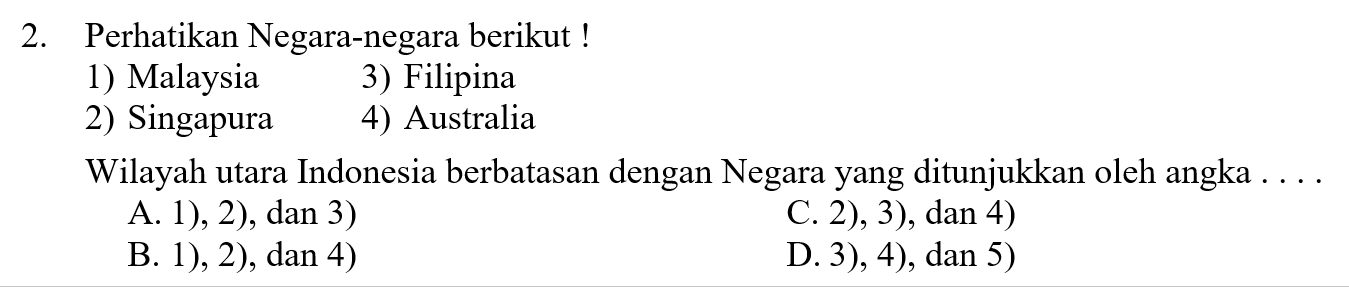 2. Perhatikan Negara-negara berikut !
1) Malaysia 3) Filipina
2) Singapura 4) Australia
Wilayah utara Indonesia berbatasan dengan Negara yang ditunjukkan oleh angka . . . .
A. 1), 2), dan 3) C. 2), 3), dan 4)
B. 1), 2), dan 4) D. 3), 4), dan 5)